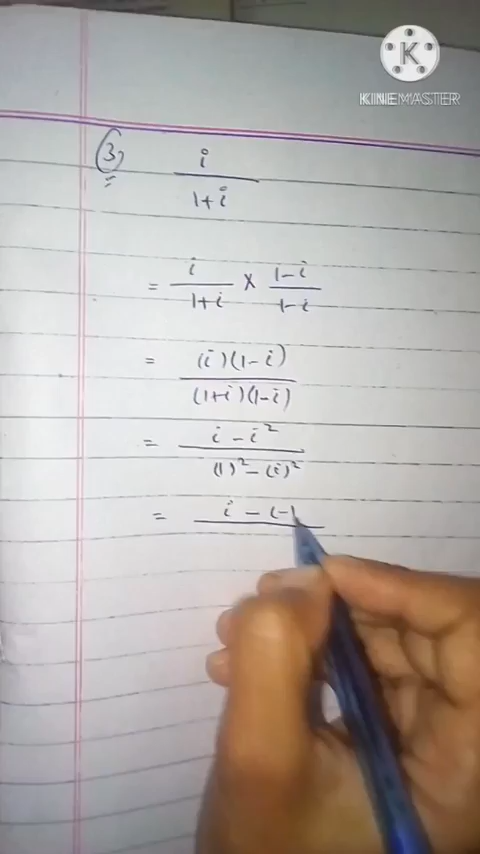 K
KINEMASTER
3) i
1+i
= i/1+i × 1-i/1-i
= (i)(1-i)
(1+i)(1-i)
= i - i²
(1)² - (i)²
= i - (-1